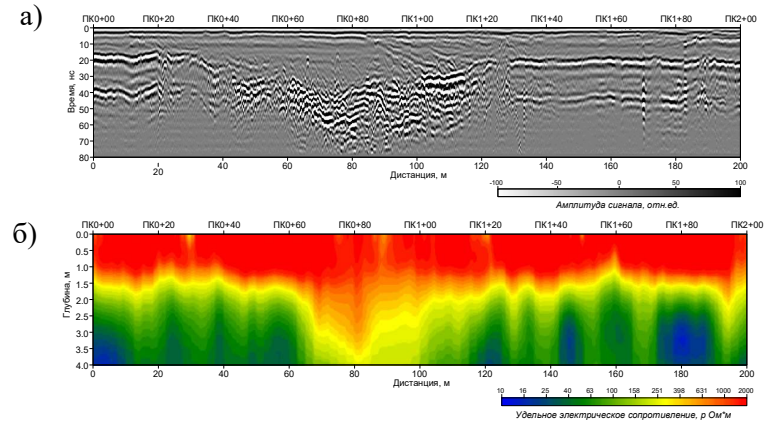 а)
ПК0+00 ПК0+20 ПК0+40 ПК0+60 ПК0+80 ПК1+00 ПК1+20 ПК1+40 ПК1+60 ПК1+80 ПК2+00
0
10
20
30
40
50
60
70
80
Время, нс
0 20 40 60 80 100 120 140 160 180 200
Дистанция, м
-100 -50 0 50 100
Амплитуда сигнала, отн.ед.
б)
ПК0+00 ПК0+20 ПК0+40 ПК0+60 ПК0+80 ПК1+00 ПК1+20 ПК1+40 ПК1+60 ПК1+80 ПК2+00
0.0
0.5
1.0
1.5
2.0
2.5
3.0
3.5
4.0
Глубина, м
0 20 40 60 80 100 120 140 160 180 200
Дистанция, м
10 16 25 40 63 100 158 251 398 631 1000 2000
Удельное электрическое сопротивление, р Ом*м